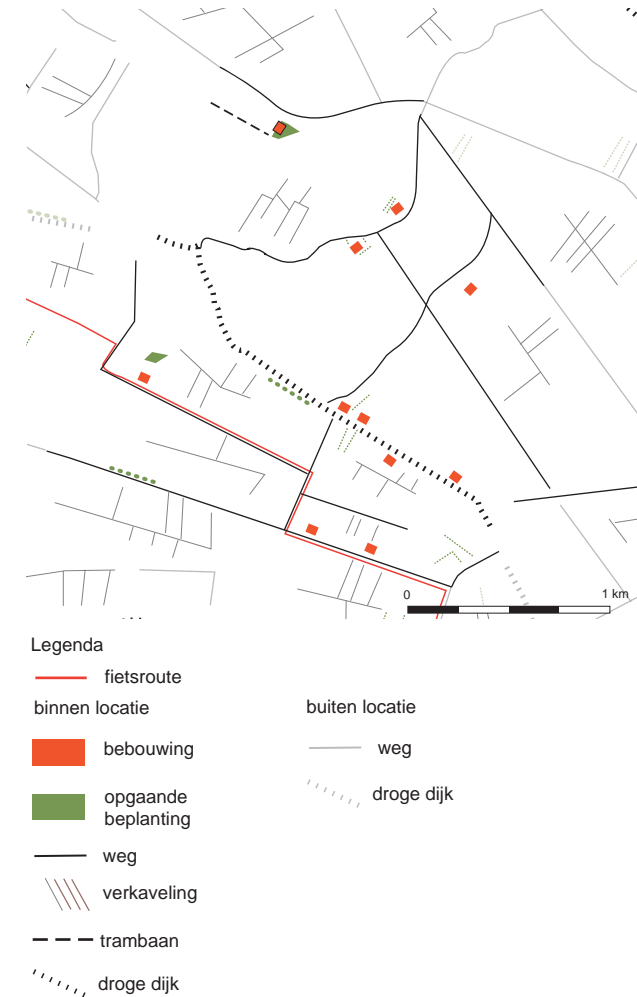 0 1 km
Legenda
fietsroute
binnen locatie
buiten locatie
bebouwing
weg
opgaande
beplanting
droge dijk
weg
verkaveling
trambaan
droge dijk